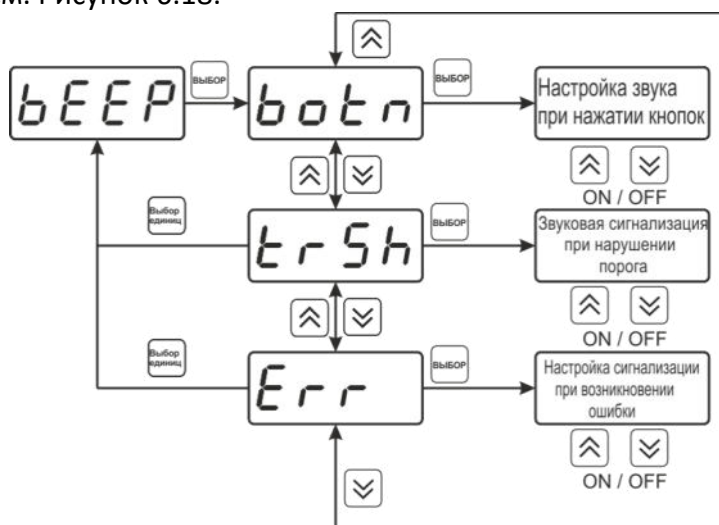 м. Рисунок 6.18.
bEEP
ВЫБОР
botn
ВЫБОР
Настройка звука
при нажатии кнопок
ON / OFF
Выбор
единиц
trSh
ВЫБОР
Звуковая сигнализация
при нарушении
порога
ON / OFF
Выбор
единиц
Err
ВЫБОР
Настройка сигнализации
при возникновении
ошибки
ON / OFF